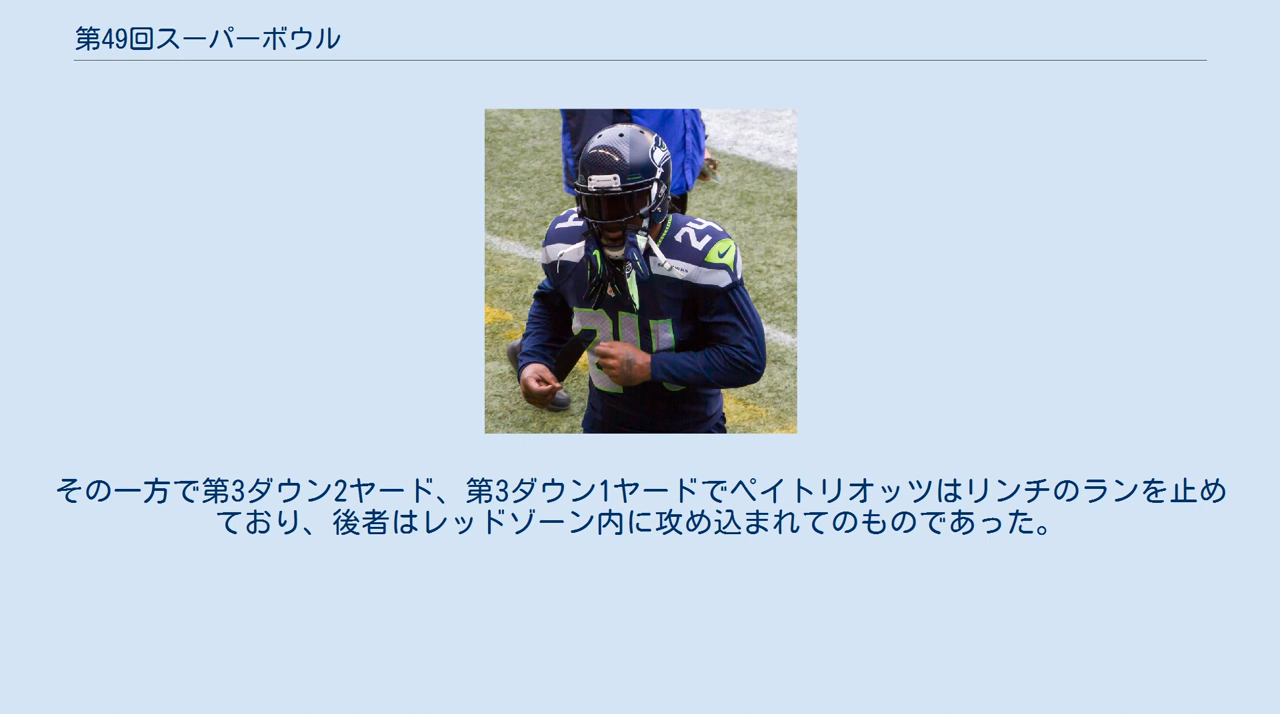 第49回スーパーボウル
24
24
その一方で第3ダウン2ヤード、第3ダウン1ヤードでペイトリオッツはリンチのランを止め
ており、後者はレッドゾーン内に攻め込まれてのものであった。